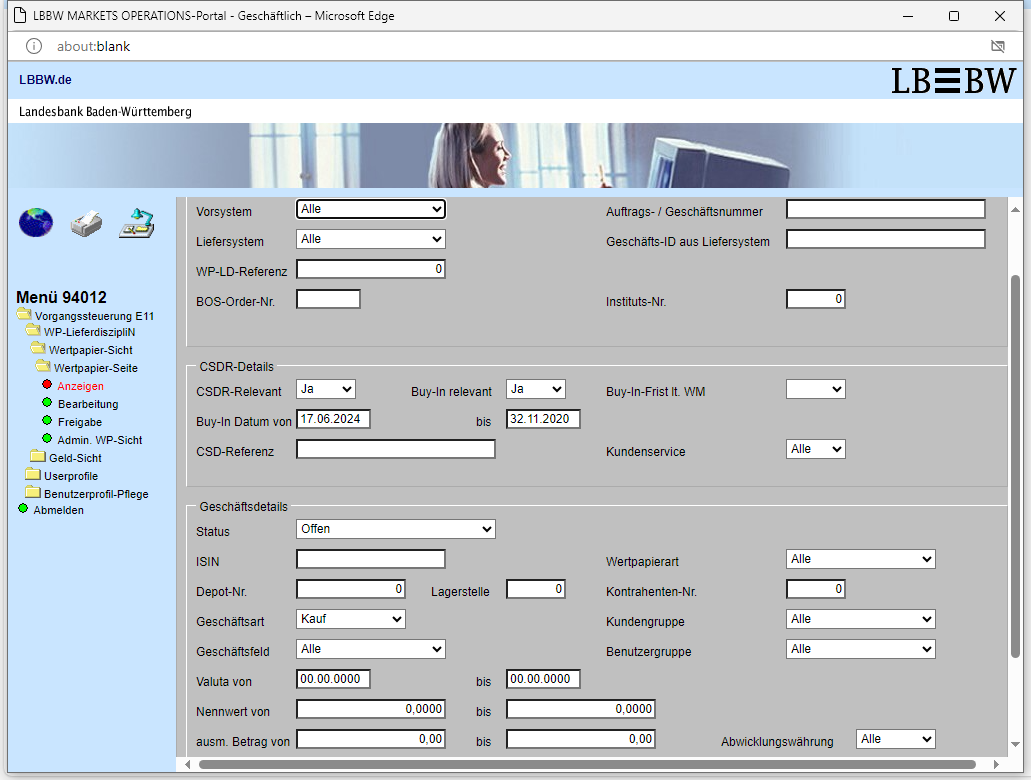 LBBW MARKETS OPERATIONS-Portal - Geschäftlich – Microsoft Edge
about:blank
LBBW.de
LB BW
Landesbank Baden-Württemberg
Menü 94012
Vorgangssteuerung E11
WP-LieferdiszipliN
Wertpapier-Sicht
Wertpapier-Seite
Anzeigen
Bearbeitung
Freigabe
Admin. WP-Sicht
Geld-Sicht
Userprofile
Benutzerprofil-Pflege
Abmelden
Vorsystem Alle Auftrags- / Geschäftsnummer
Liefersystem Alle Geschäfts-ID aus Liefersystem
WP-LD-Referenz 0
BOS-Order-Nr. Instituts-Nr. 0
CSDR-Details
CSDR-Relevant Ja Buy-In relevant Ja Buy-In-Frist lt. WM
Buy-In Datum von 17.06.2024 bis 32.11.2020
CSD-Referenz Kundenservice Alle
Geschäftsdetails
Status Offen
ISIN Wertpapierart Alle
Depot-Nr. 0 Lagerstelle 0 Kontrahenten-Nr. 0
Geschäftsart Kauf Kundengruppe Alle
Geschäftsfeld Alle Benutzergruppe Alle
Valuta von 00.00.0000 bis 00.00.0000
Nennwert von 0,0000 bis 0,0000
ausm. Betrag von 0,00 bis 0,00 Abwicklungswährung Alle